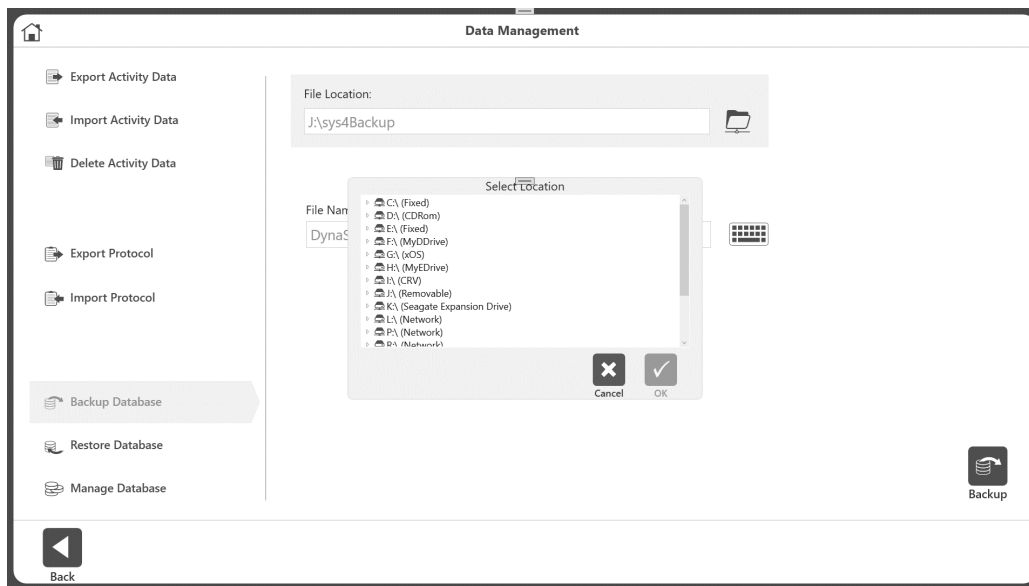 Data Management
Export Activity Data
Import Activity Data
Delete Activity Data
Export Protocol
Import Protocol
Backup Database
Restore Database
Manage Database
File Location:
J:\sys4Backup
File Nam
DynaS
Select Location
C:\ (Fixed)
D:\ (CDRom)
E:\ (Fixed)
F:\ (MyDDrive)
G:\ (xOS)
H:\ (MyEDrive)
I:\ (CRV)
J:\ (Removable)
K:\ (Seagate Expansion Drive)
L:\ (Network)
P:\ (Network)
R:\ (Network)
Cancel
OK
Backup
Back